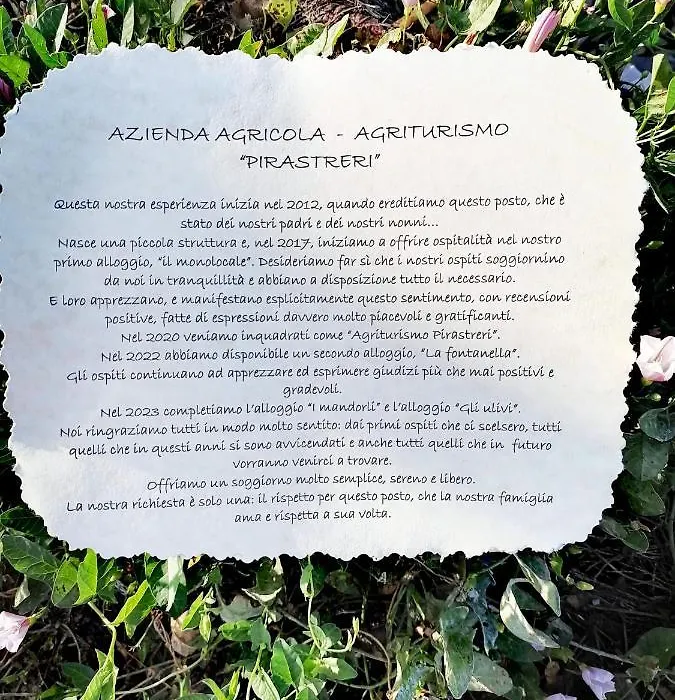 AZIENDA AGRICOLA - AGRITURISMO
"PIRASTRERI"
Questa nostra esperienza inizia nel 2012, quando ereditiamo questo posto, che è
stato dei nostri padri e dei nostri nonni...
Nasce una piccola struttura e, nel 2017, iniziamo a offrire ospitalità nel nostro
primo alloggio, "il monolocale". Desideriamo far sì che i nostri ospiti soggiornino
da noi in tranquillità e abbiano a disposizione tutto il necessario.
E loro apprezzano, e manifestano esplicitamente questo sentimento, con recensioni
positive, fatte di espressioni davvero molto piacevoli e gratificanti.
Nel 2020 veniamo inquadrati come "Agriturismo Pirastreri".
Nel 2022 abbiamo disponibile un secondo alloggio, "La fontanella".
Gli ospiti continuano ad apprezzare ed esprimere giudizi più che mai positivi e
gradevoli.
Nel 2023 completiamo l'alloggio "I mandorli" e l'alloggio "Gli ulivi".
Noi ringraziamo tutti in modo molto sentito: dai primi ospiti che ci scelsero, tutti
quelli che in questi anni si sono avvicendati e anche tutti quelli che in futuro
vorranno venirci a trovare.
Offriamo un soggiorno molto semplice, sereno e libero.
La nostra richiesta è solo una: il rispetto per questo posto, che la nostra famiglia
ama e rispetta a sua volta.